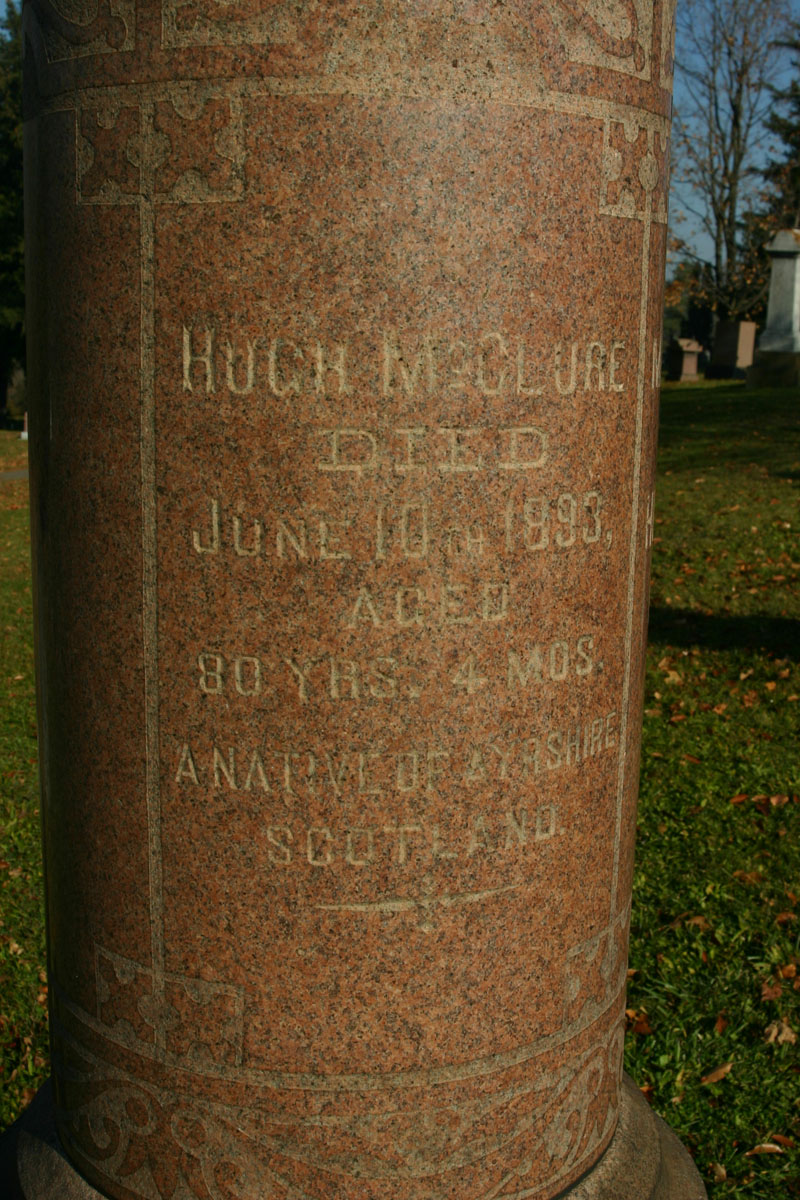 HUGH McCLURE
DIED
JUNE 10TH 1893,
AGED
80 YRS. 4 MOS.
A NATIVE OF AYRSHIRE
SCOTLAND.